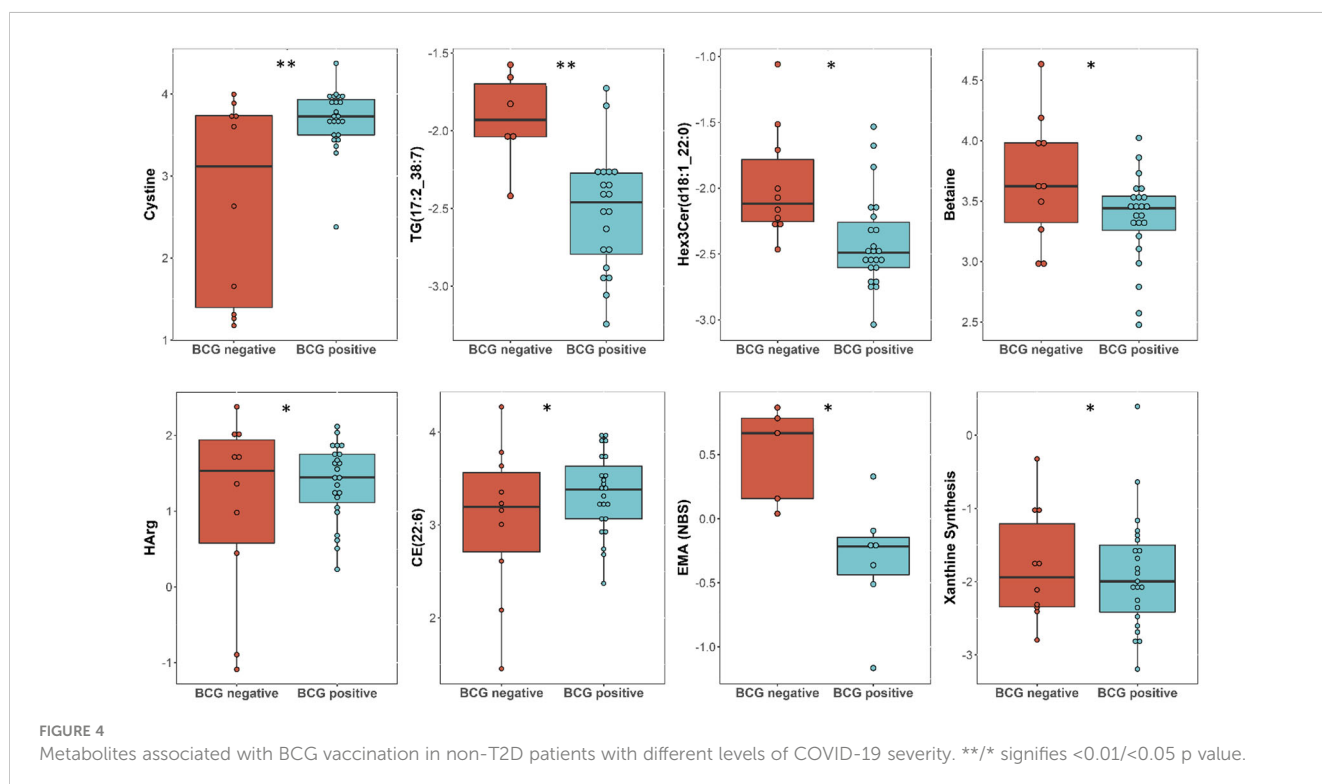 Cystine
4
3
2
1
**
BCG negative
BCG positive
TG(17:2_38:7)
-1.5
-2.0
-2.5
-3.0
**
BCG negative
BCG positive
Hex3Cer(d18:1_22:0)
-1.0
-1.5
-2.0
-2.5
-3.0
*
BCG negative
BCG positive
Betaine
4.5
4.0
3.5
3.0
2.5
*
BCG negative
BCG positive
HArg
2
1
0
-1
*
BCG negative
BCG positive
CE(22:6)
4
3
2
*
BCG negative
BCG positive
EMA (NBS)
0.5
0.0
-0.5
-1.0
*
BCG negative
BCG positive
Xanthine Synthesis
0
-1
-2
-3
*
BCG negative
BCG positive
FIGURE 4
Metabolites associated with BCG vaccination in non-T2D patients with different levels of COVID-19 severity. **/* signifies <0.01/<0.05 p value.